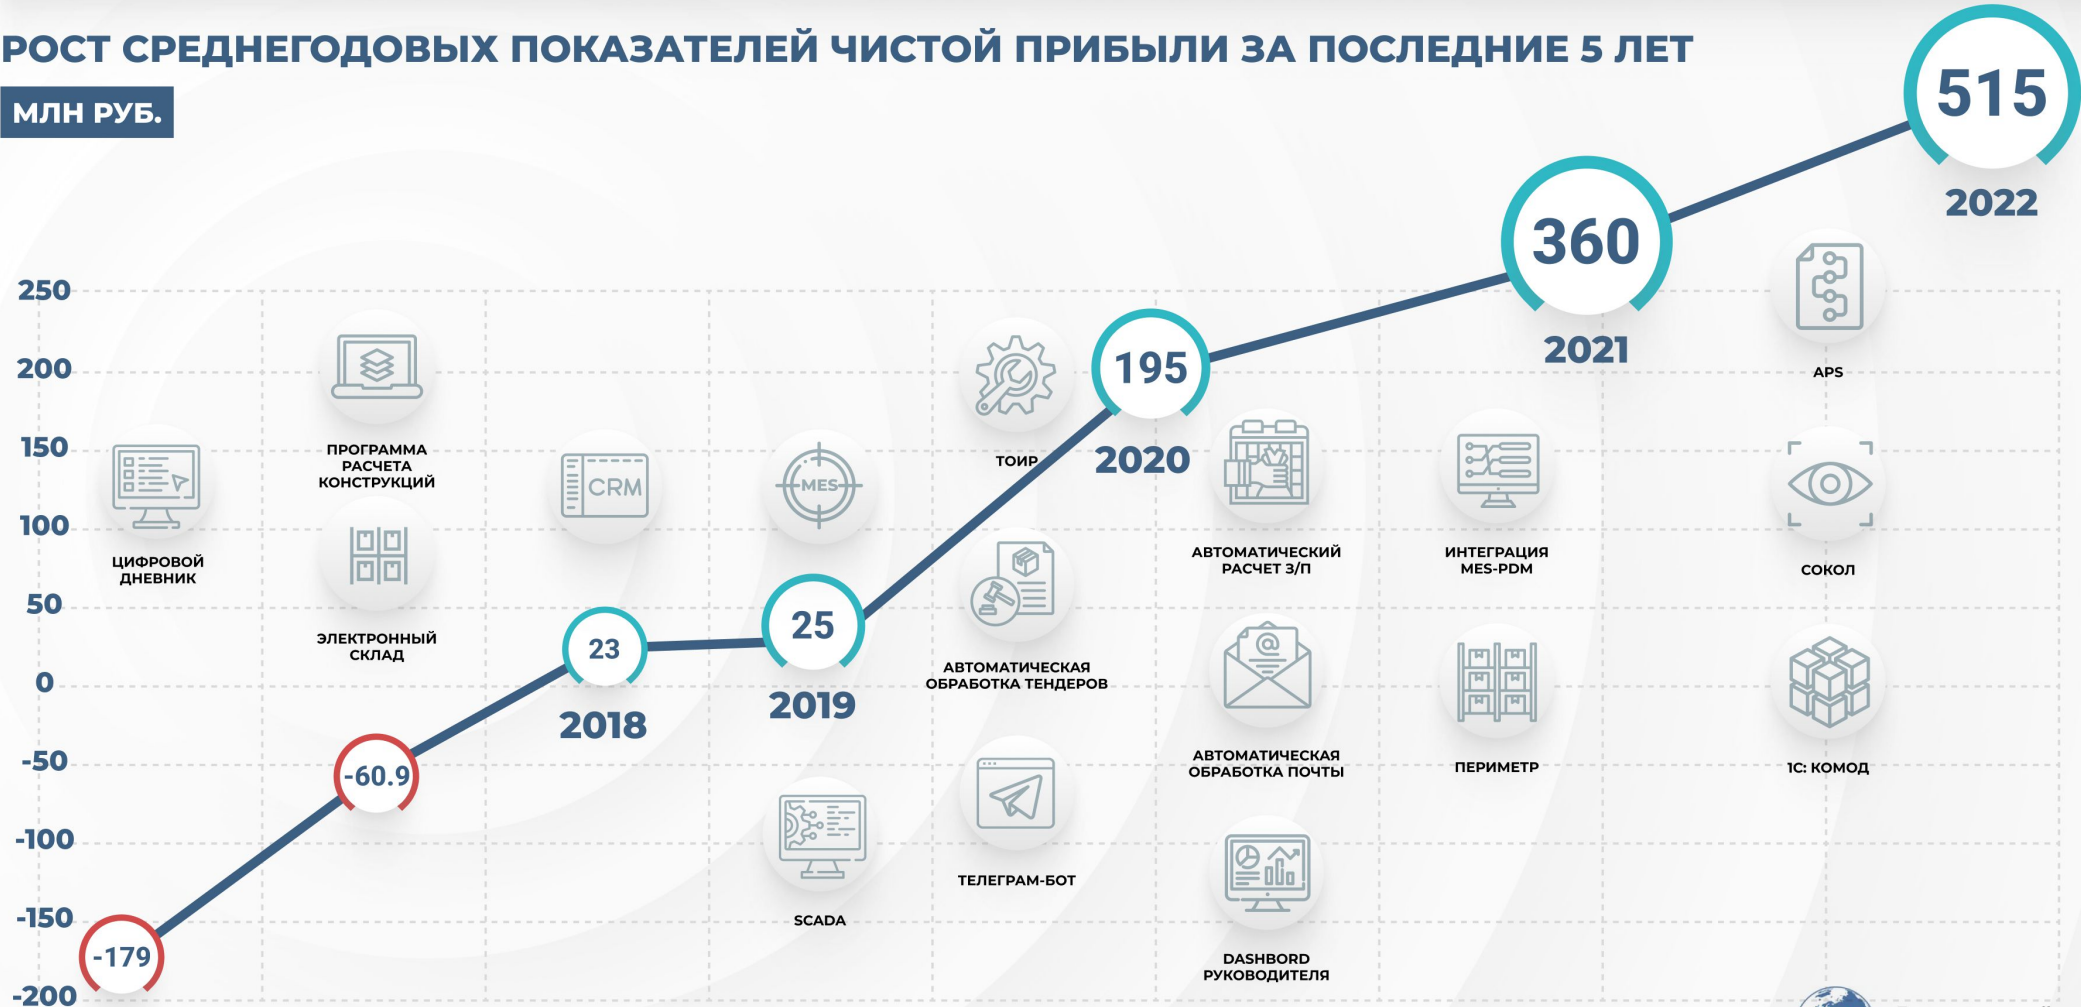 РОСТ СРЕДНЕГОДОВЫХ ПОКАЗАТЕЛЕЙ ЧИСТОЙ ПРИБЫЛИ ЗА ПОСЛЕДНИЕ 5 ЛЕТ
МЛН РУБ.
515
2022
360
2021
195
2020
25
2019
23
2018
-60.9
-179
250
200
150
100
50
0
-50
-100
-150
-200
ЦИФРОВОЙ
ДНЕВНИК
ПРОГРАММА
РАСЧЕТА
КОНСТРУКЦИЙ
ЭЛЕКТРОННЫЙ
СКЛАД
CRM
MES
SCADA
ТОИР
АВТОМАТИЧЕСКАЯ
ОБРАБОТКА ТЕНДЕРОВ
ТЕЛЕГРАМ-БОТ
АВТОМАТИЧЕСКИЙ
РАСЧЕТ З/П
@
АВТОМАТИЧЕСКАЯ
ОБРАБОТКА ПОЧТЫ
DASHBORD
РУКОВОДИТЕЛЯ
ИНТЕГРАЦИЯ
MES-PDM
ПЕРИМЕТР
APS
СОКОЛ
1С: КОМОД